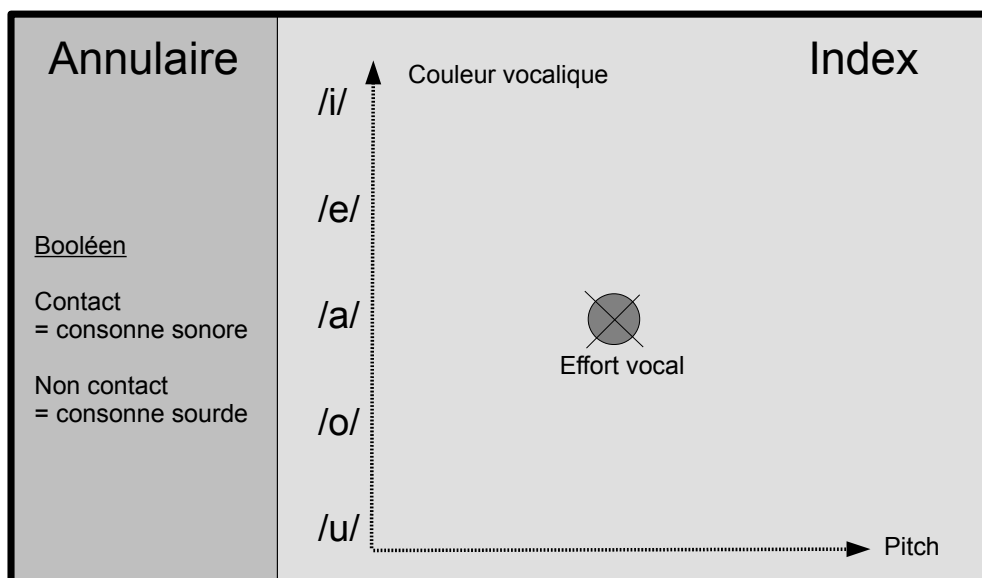 Annulaire
Booléen
Contact
= consonne sonore
Non contact
= consonne sourde
Index
Couleur vocalique
/i/
/e/
/a/
/o/
/u/
Effort vocal
Pitch